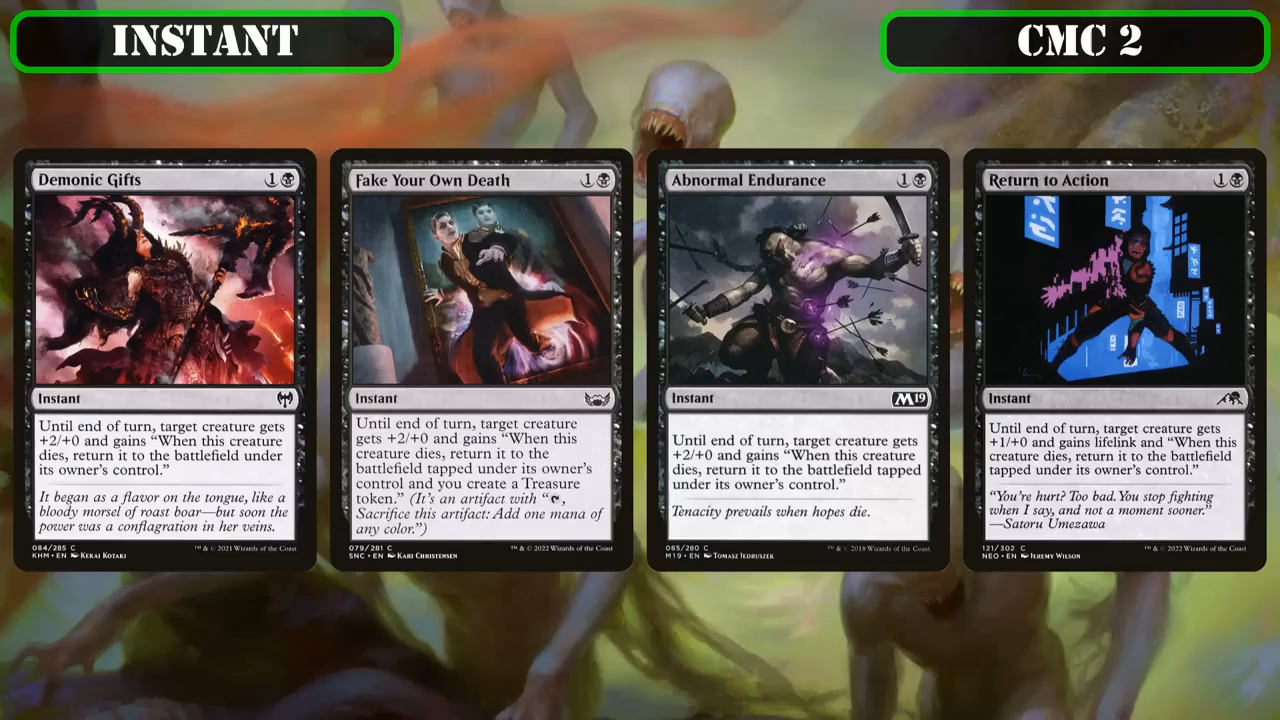 INSTANT
CMC 2
Demonic Gifts 1
Instant
Until end of turn, target creature gets
+2/+0 and gains “When this creature
dies, return it to the battlefield under
its owner’s control.”
It began as a flavor on the tongue, like a
bloody morsel of roast boar—but soon the
power was a conflagration in her veins.
084/285 C
KHM • EN Kekai Kotaki
™ & © 2021 Wizards of the Coast
Fake Your Own Death 1
Instant
Until end of turn, target creature
gets +2/+0 and gains “When this
creature dies, return it to the
battlefield tapped under its owner’s
control and you create a Treasure
token.” (It’s an artifact with “ ,
Sacrifice this artifact: Add one mana of
any color.”)
079/281 C
SNC • EN Kari Christensen
™ & © 2022 Wizards of the Coast
Abnormal Endurance 1
Instant
M19
Until end of turn, target creature gets
+2/+0 and gains “When this creature
dies, return it to the battlefield tapped
under its owner’s control.”
Tenacity prevails when hopes die.
085/280 C
M19 • EN Tomasz Jedruszek
™ & © 2018 Wizards of the Coast
Return to Action 1
Instant
Until end of turn, target creature gets
+1/+0 and gains lifelink and “When this
creature dies, return it to the battlefield
tapped under its owner’s control.”
“You’re hurt? Too bad. You stop fighting
when I say, and not a moment sooner.”
—Satoru Umezawa
121/302 C
NEO • EN Jeremy Wilson
™ & © 2022 Wizards of the Coast